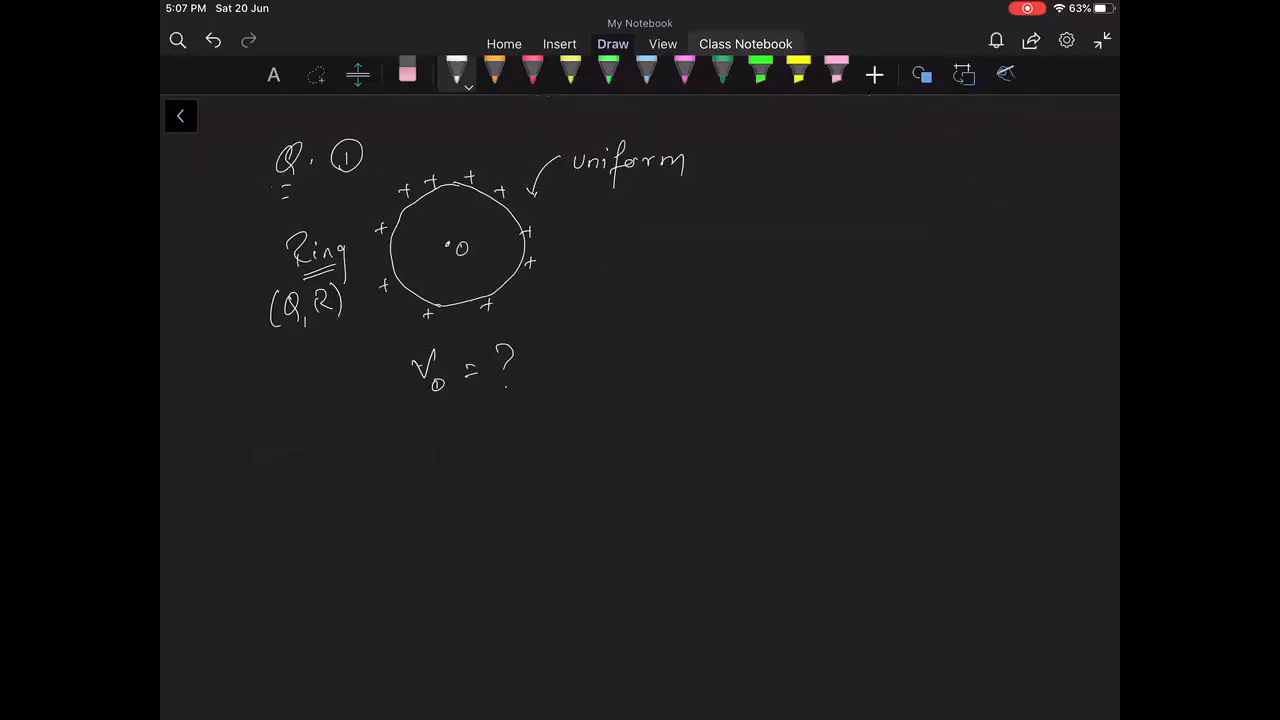 5:07 PM Sat 20 Jun
63%
My Notebook
Home Insert Draw View Class Notebook
A
Q. ①
uniform
+ + + + + + + + + + +
Ring
(Q, R)
O
V₀ = ?